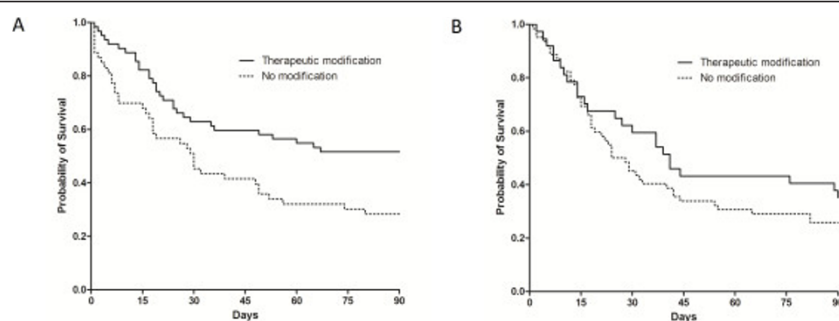 A
1.0
0.8
0.6
0.4
0.2
0.0
Probability of Survival
Therapeutic modification
No modification
0 15 30 45 60 75 90
Days
B
1.0
0.8
0.6
0.4
0.2
0.0
Probability of Survival
Therapeutic modification
No modification
0 15 30 45 60 75 90
Days